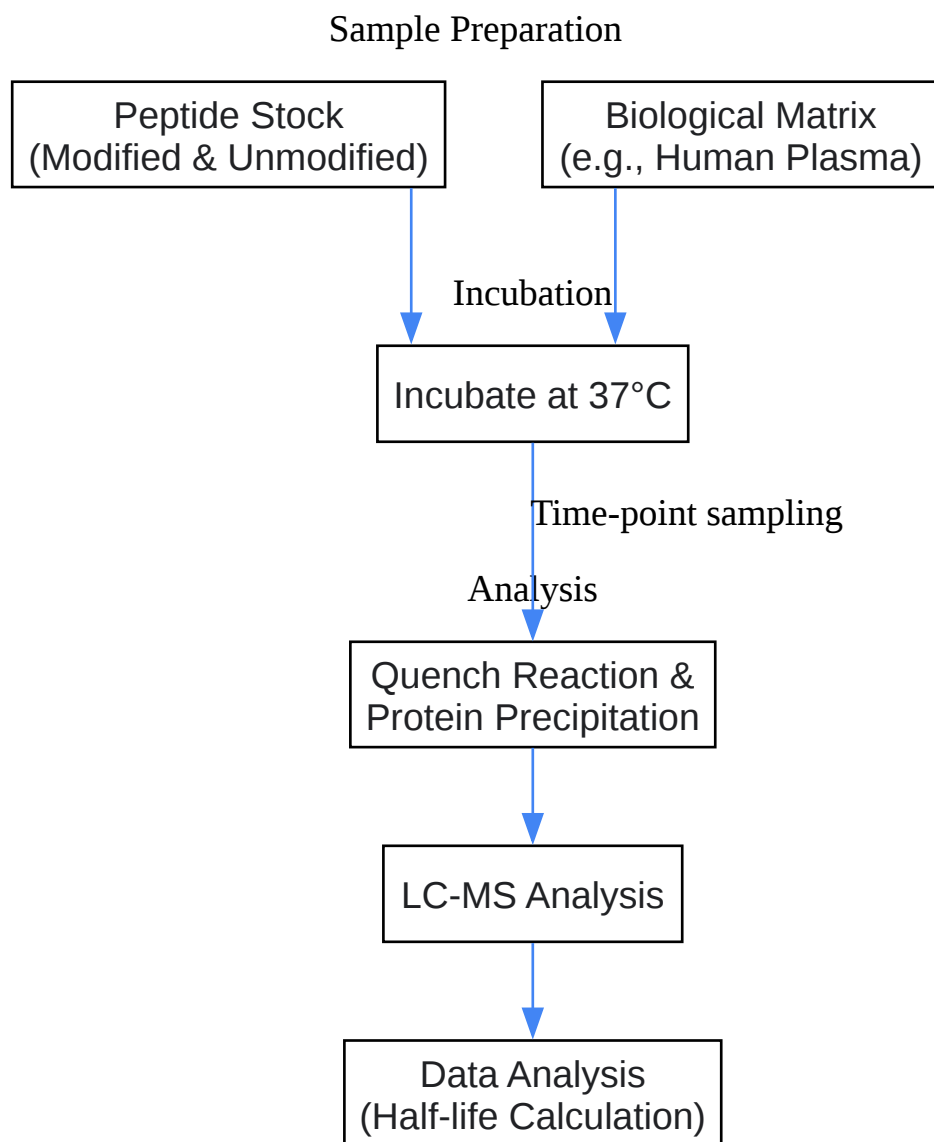 Sample Preparation
Peptide Stock
(Modified & Unmodified)
Biological Matrix
(e.g., Human Plasma)
Incubation
Incubate at 37°C
Time-point sampling
Analysis
Quench Reaction &
Protein Precipitation
LC-MS Analysis
Data Analysis
(Half-life Calculation)